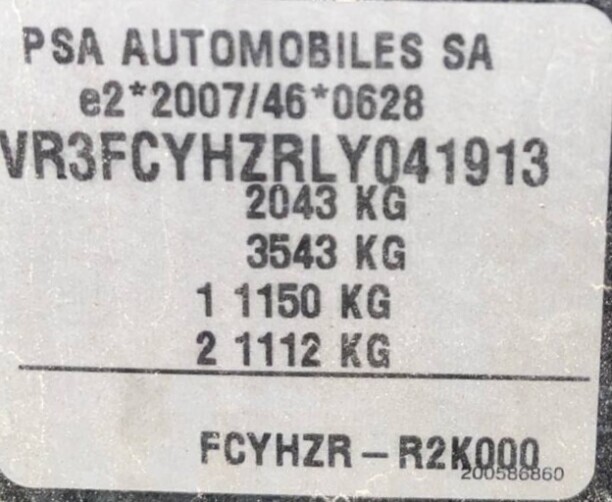 PSA AUTOMOBILES SA
e2*2007/46*0628
VR3FCYHZRLY041913
2043 KG
3543 KG
1 1150 KG
2 1112 KG
FCYHZR - R2K000
200586860